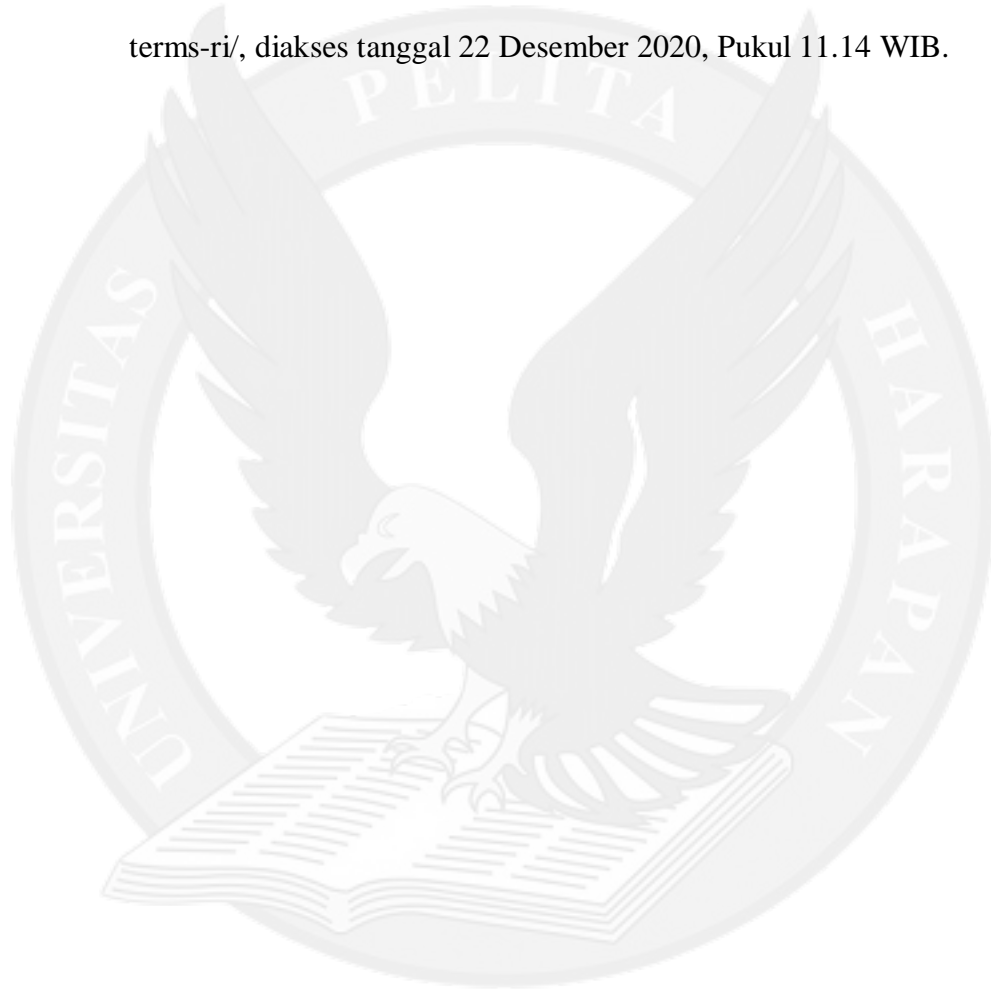 terms-ri/, diakses tanggal 22 Desember 2020, Pukul 11.14 WIB.
UNIVERSITAS PELITA HARAPAN